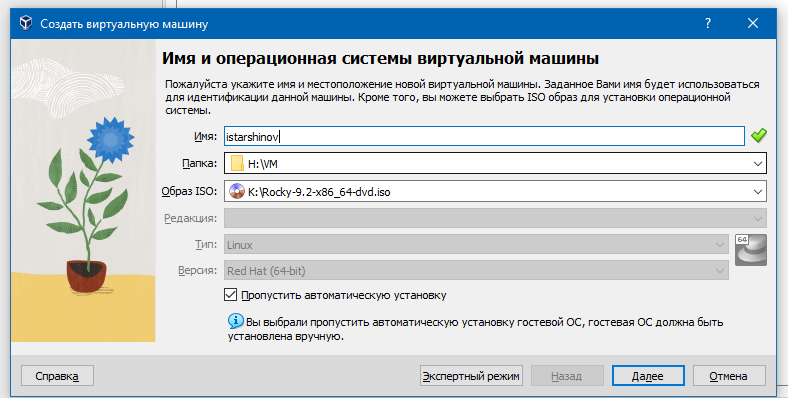 Создать виртуальную машину
?
Имя и операционная системы виртуальной машины
Пожалуйста укажите имя и местоположение новой виртуальной машины. Заданное Вами имя будет использоваться
для идентификации данной машины. Кроме того, вы можете выбрать ISO образ для установки операционной
системы.
Имя: istarshinov
Папка: H:\VM
Образ ISO: K:\Rocky-9.2-x86_64-dvd.iso
Редакция:
Тип: Linux
64
Версия: Red Hat (64-bit)
Пропустить автоматическую установку
Вы выбрали пропустить автоматическую установку гостевой ОС, гостевая ОС должна быть
установлена вручную.
Справка Экспертный режим Назад Далее Отмена